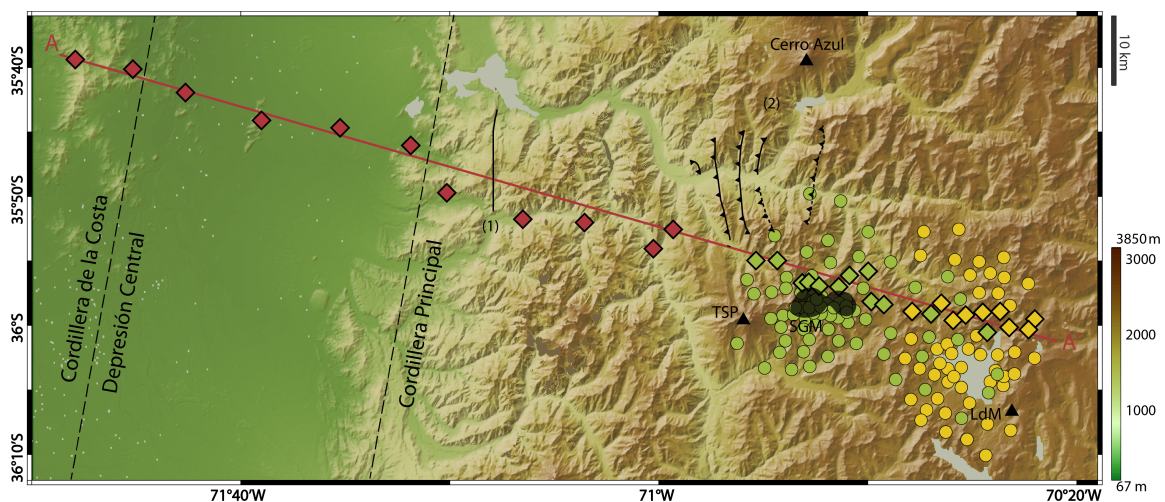 A
Cerro Azul
10 km
35°40'S
(2)
35°50'S
(1)
Cordillera de la Costa
Depresión Central
Cordillera Principal
3850 m
3000
TSP
SGM
36°S
A
2000
LdM
1000
36°10'S
67 m
71°40'W
71°W
70°20'W